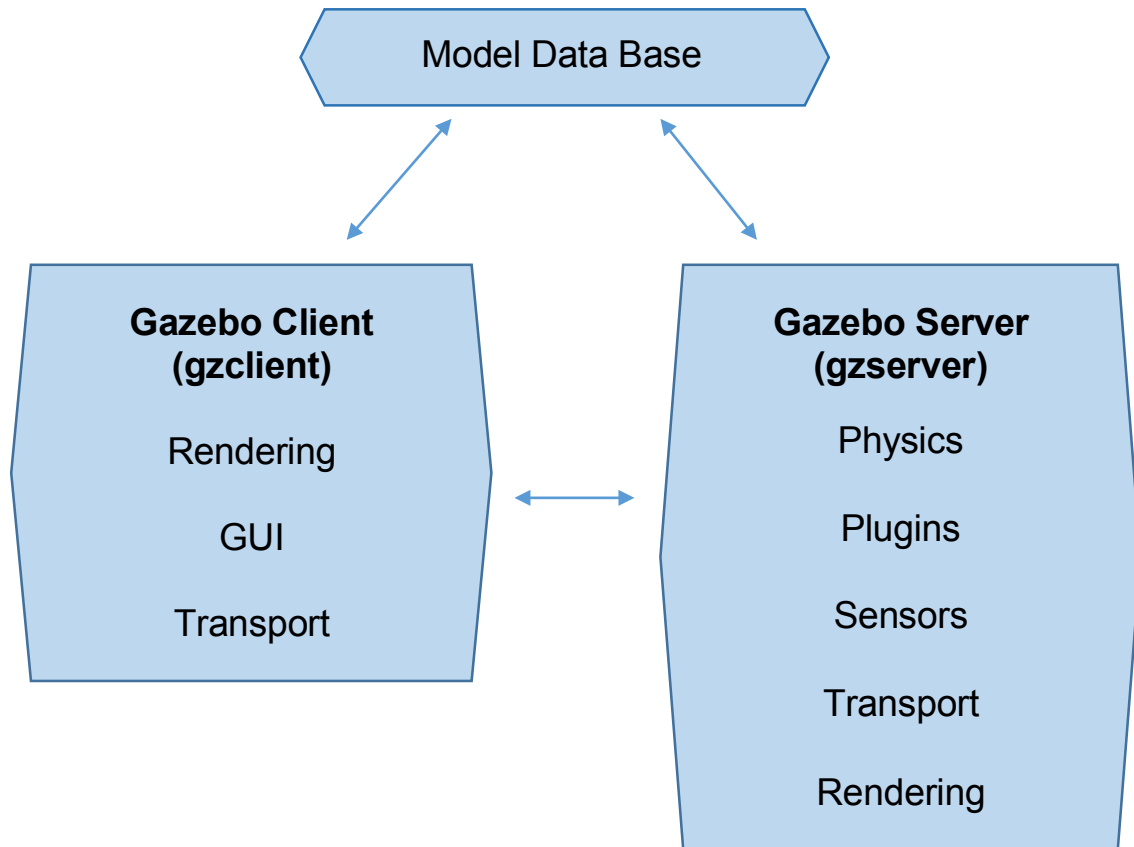 Model Data Base
Gazebo Client
(gzclient)
Rendering
GUI
Transport
Gazebo Server
(gzserver)
Physics
Plugins
Sensors
Transport
Rendering